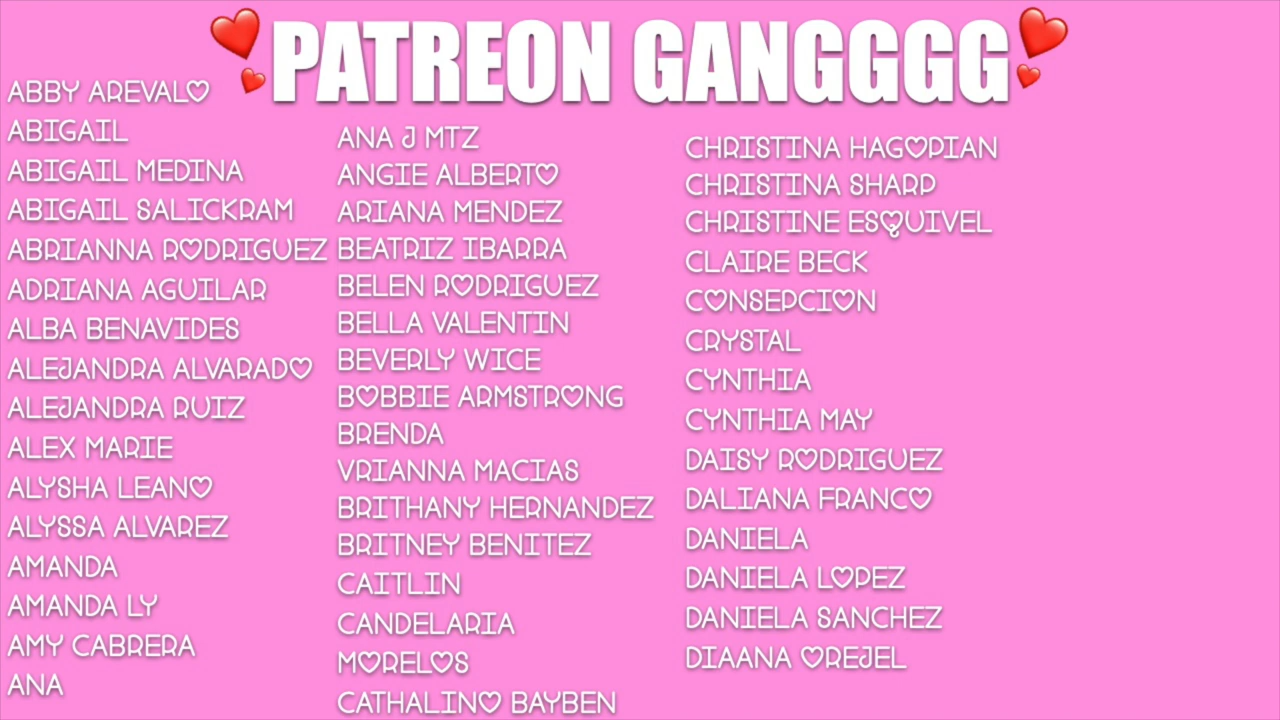 PATREON GANGGGG
ABBY AREVALO
ABIGAIL
ABIGAIL MEDINA
ABIGAIL SALICKRAM
ABRIANNA RODRIGUEZ
ADRIANA AGUILAR
ALBA BENAVIDES
ALEJANDRA ALVARADO
ALEJANDRA RUIZ
ALEX MARIE
ALYSHA LEANO
ALYSSA ALVAREZ
AMANDA
AMANDA LY
AMY CABRERA
ANA
ANA J MTZ
ANGIE ALBERTO
ARIANA MENDEZ
BEATRIZ IBARRA
BELEN RODRIGUEZ
BELLA VALENTIN
BEVERLY WICE
BOBBIE ARMSTRONG
BRENDA
VRIANNA MACIAS
BRITHANY HERNANDEZ
BRITNEY BENITEZ
CAITLIN
CANDELARIA
MORELOS
CATHALINO BAYBEN
CHRISTINA HAGOPIAN
CHRISTINA SHARP
CHRISTINE ESQUIVEL
CLAIRE BECK
CONSEPCION
CRYSTAL
CYNTHIA
CYNTHIA MAY
DAISY RODRIGUEZ
DALIANA FRANCO
DANIELA
DANIELA LOPEZ
DANIELA SANCHEZ
DIAANA OREJEL